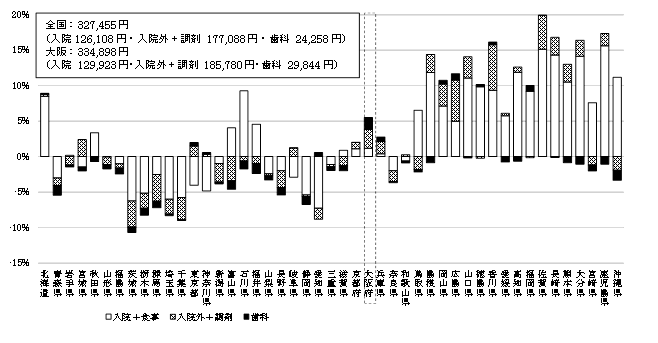 全国：327,455円
（入院 126,108円・入院外＋調剤 177,088円・歯科 24,258円）
大阪：334,898円
（入院 129,923円・入院外＋調剤 185,780円・歯科 29,844円）
20%
15%
10%
5%
0%
-5%
-10%
-15%
北海道
青森県
岩手県
宮城県
秋田県
山形県
福島県
茨城県
栃木県
群馬県
埼玉県
千葉県
東京都
神奈川県
新潟県
富山県
石川県
福井県
山梨県
長野県
岐阜県
静岡県
愛知県
三重県
滋賀県
京都府
大阪府
兵庫県
奈良県
和歌山県
鳥取県
島根県
岡山県
広島県
山口県
徳島県
香川県
愛媛県
高知県
福岡県
佐賀県
長崎県
熊本県
大分県
宮崎県
鹿児島県
沖縄県
入院＋食事
入院外＋調剤
歯科